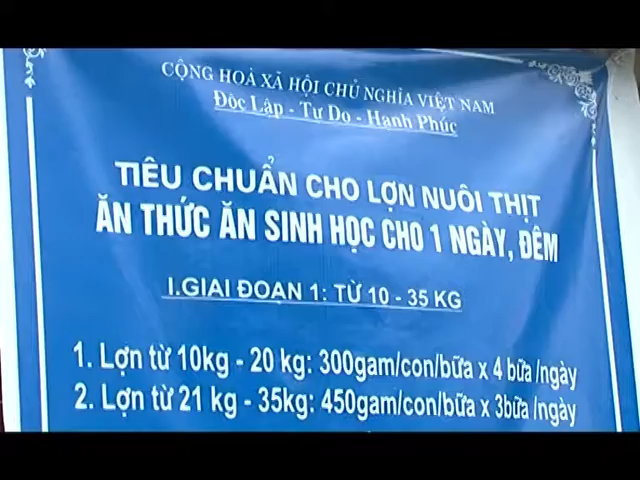 CỘNG HOÀ XÃ HỘI CHỦ NGHĨA VIỆT NAM
Độc Lập - Tự Do - Hạnh Phúc
TIÊU CHUẨN CHO LỢN NUÔI THỊT
ĂN THỨC ĂN SINH HỌC CHO 1 NGÀY, ĐÊM
I.GIAI ĐOẠN 1: TỪ 10 - 35 KG
1. Lợn từ 10kg - 20 kg: 300gam/con/bữa x 4 bữa /ngày
2. Lợn từ 21 kg - 35kg: 450gam/con/bữa x 3bữa /ngày